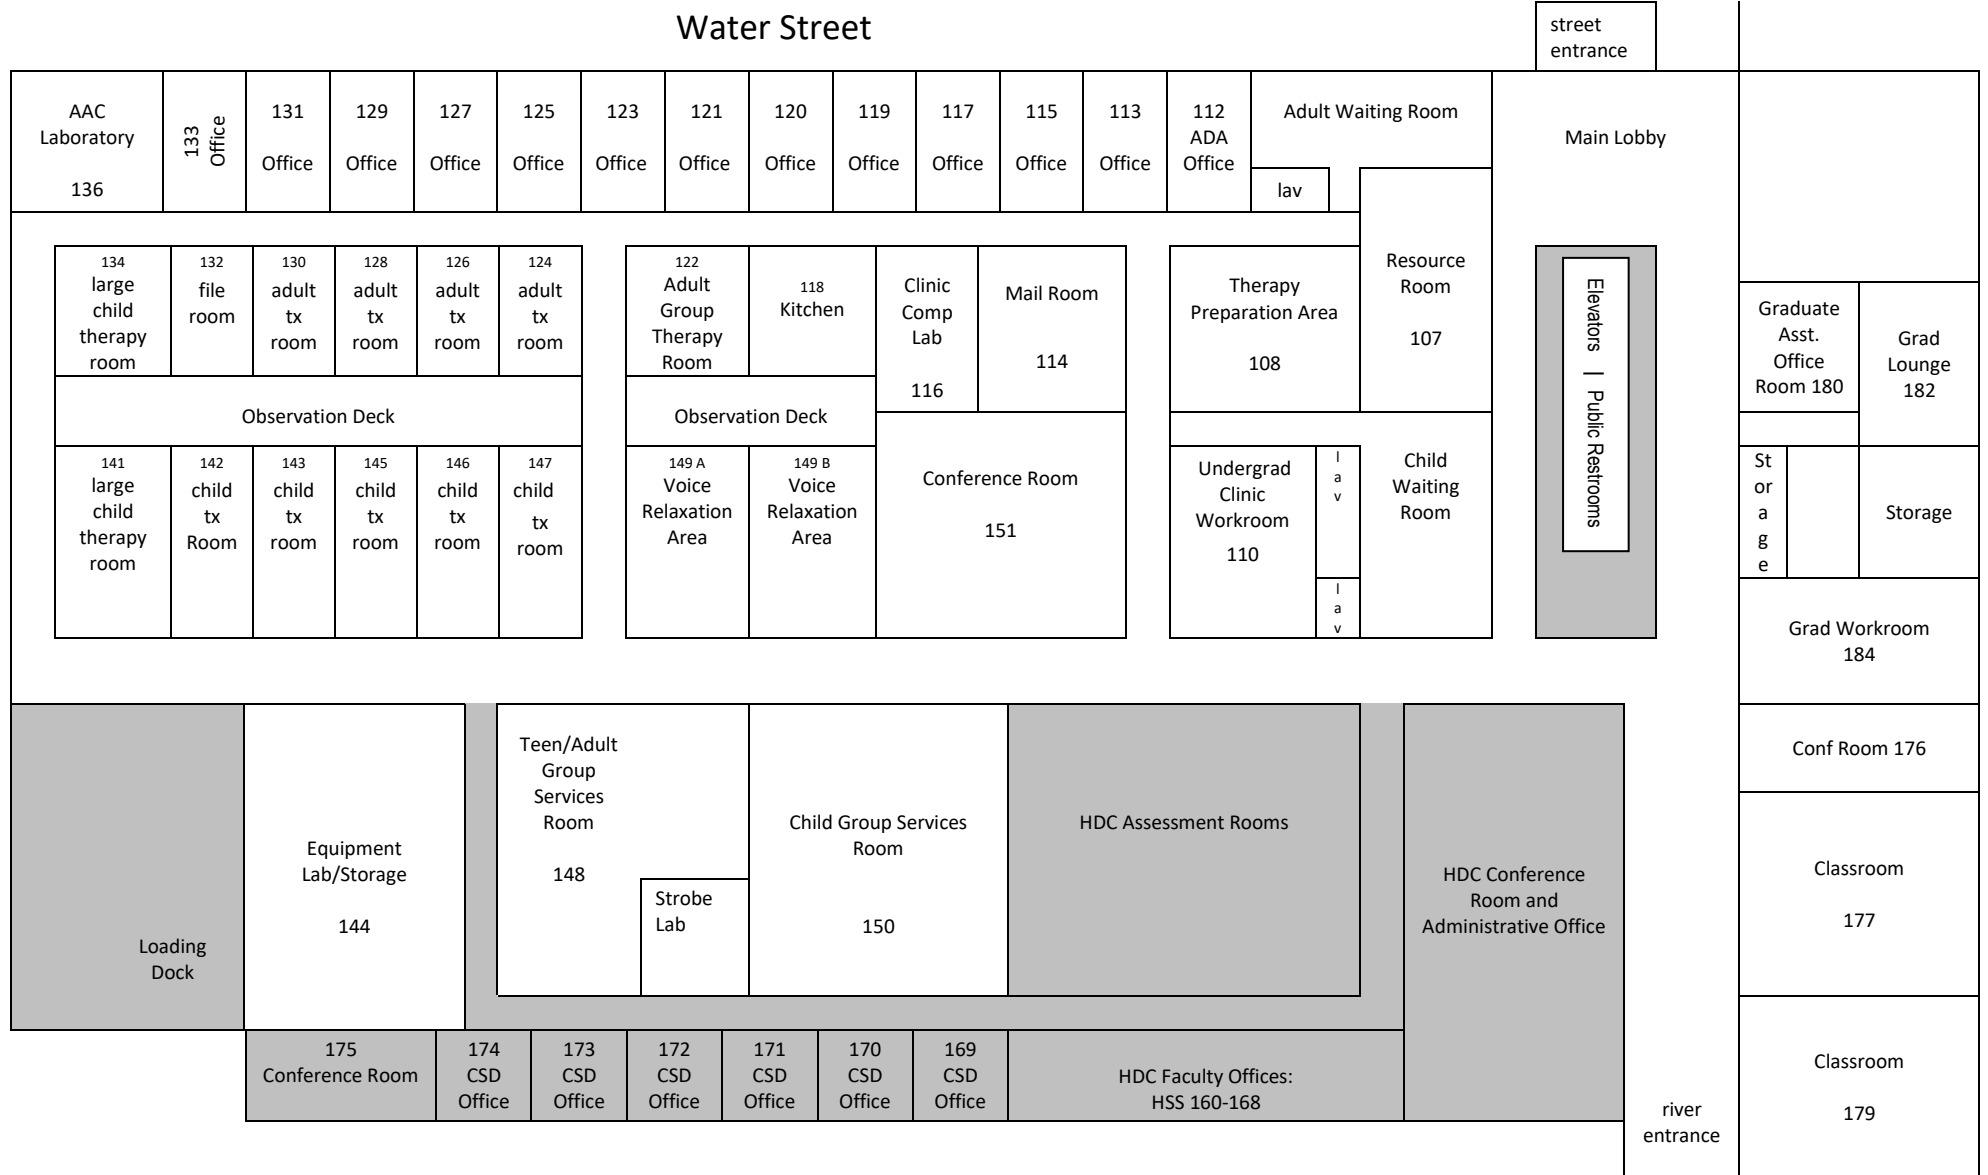 Water Street
street
entrance
AAC
Laboratory
136
133
Office
131
Office
129
Office
127
Office
125
Office
123
Office
121
Office
120
Office
119
Office
117
Office
115
Office
113
Office
112
ADA
Office
Adult Waiting Room
lav
Main Lobby
134
large
child
therapy
room
132
file
room
130
adult
tx
room
128
adult
tx
room
126
adult
tx
room
124
adult
tx
room
122
Adult
Group
Therapy
Room
118
Kitchen
Clinic
Comp
Lab
116
Mail Room
114
Therapy
Preparation Area
108
Resource
Room
107
Elevators | Public Restrooms
Graduate
Asst.
Office
Room 180
Grad
Lounge
182
Observation Deck
Observation Deck
141
large
child
therapy
room
142
child
tx
Room
143
child
tx
room
145
child
tx
room
146
child
tx
room
147
child
tx
room
149 A
Voice
Relaxation
Area
149 B
Voice
Relaxation
Area
Conference Room
151
Undergrad
Clinic
Workroom
110
l
a
v
l
a
v
Child
Waiting
Room
St
or
a
g
e
Storage
Grad Workroom
184
Conf Room 176
Loading
Dock
Equipment
Lab/Storage
144
Teen/Adult
Group
Services
Room
148
Strobe
Lab
Child Group Services
Room
150
HDC Assessment Rooms
HDC Conference
Room and
Administrative Office
Classroom
177
175
Conference Room
174
CSD
Office
173
CSD
Office
172
CSD
Office
171
CSD
Office
170
CSD
Office
169
CSD
Office
HDC Faculty Offices:
HSS 160-168
river
entrance
Classroom
179